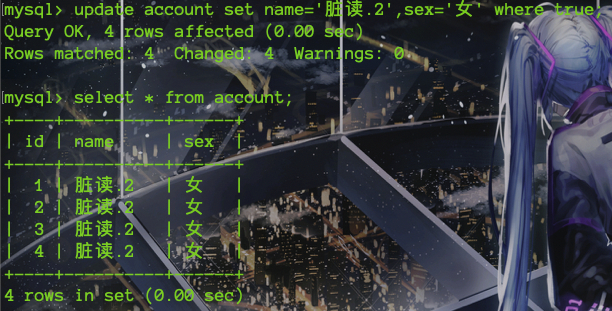 mysql> update account set name='脏读.2',sex='女' where true;
Query OK, 4 rows affected (0.00 sec)
Rows matched: 4  Changed: 4  Warnings: 0
mysql> select * from account;
+----+----------+------+
| id | name     | sex  |
+----+----------+------+
|  1 | 脏读.2   | 女   |
|  2 | 脏读.2   | 女   |
|  3 | 脏读.2   | 女   |
|  4 | 脏读.2   | 女   |
+----+----------+------+
4 rows in set (0.00 sec)